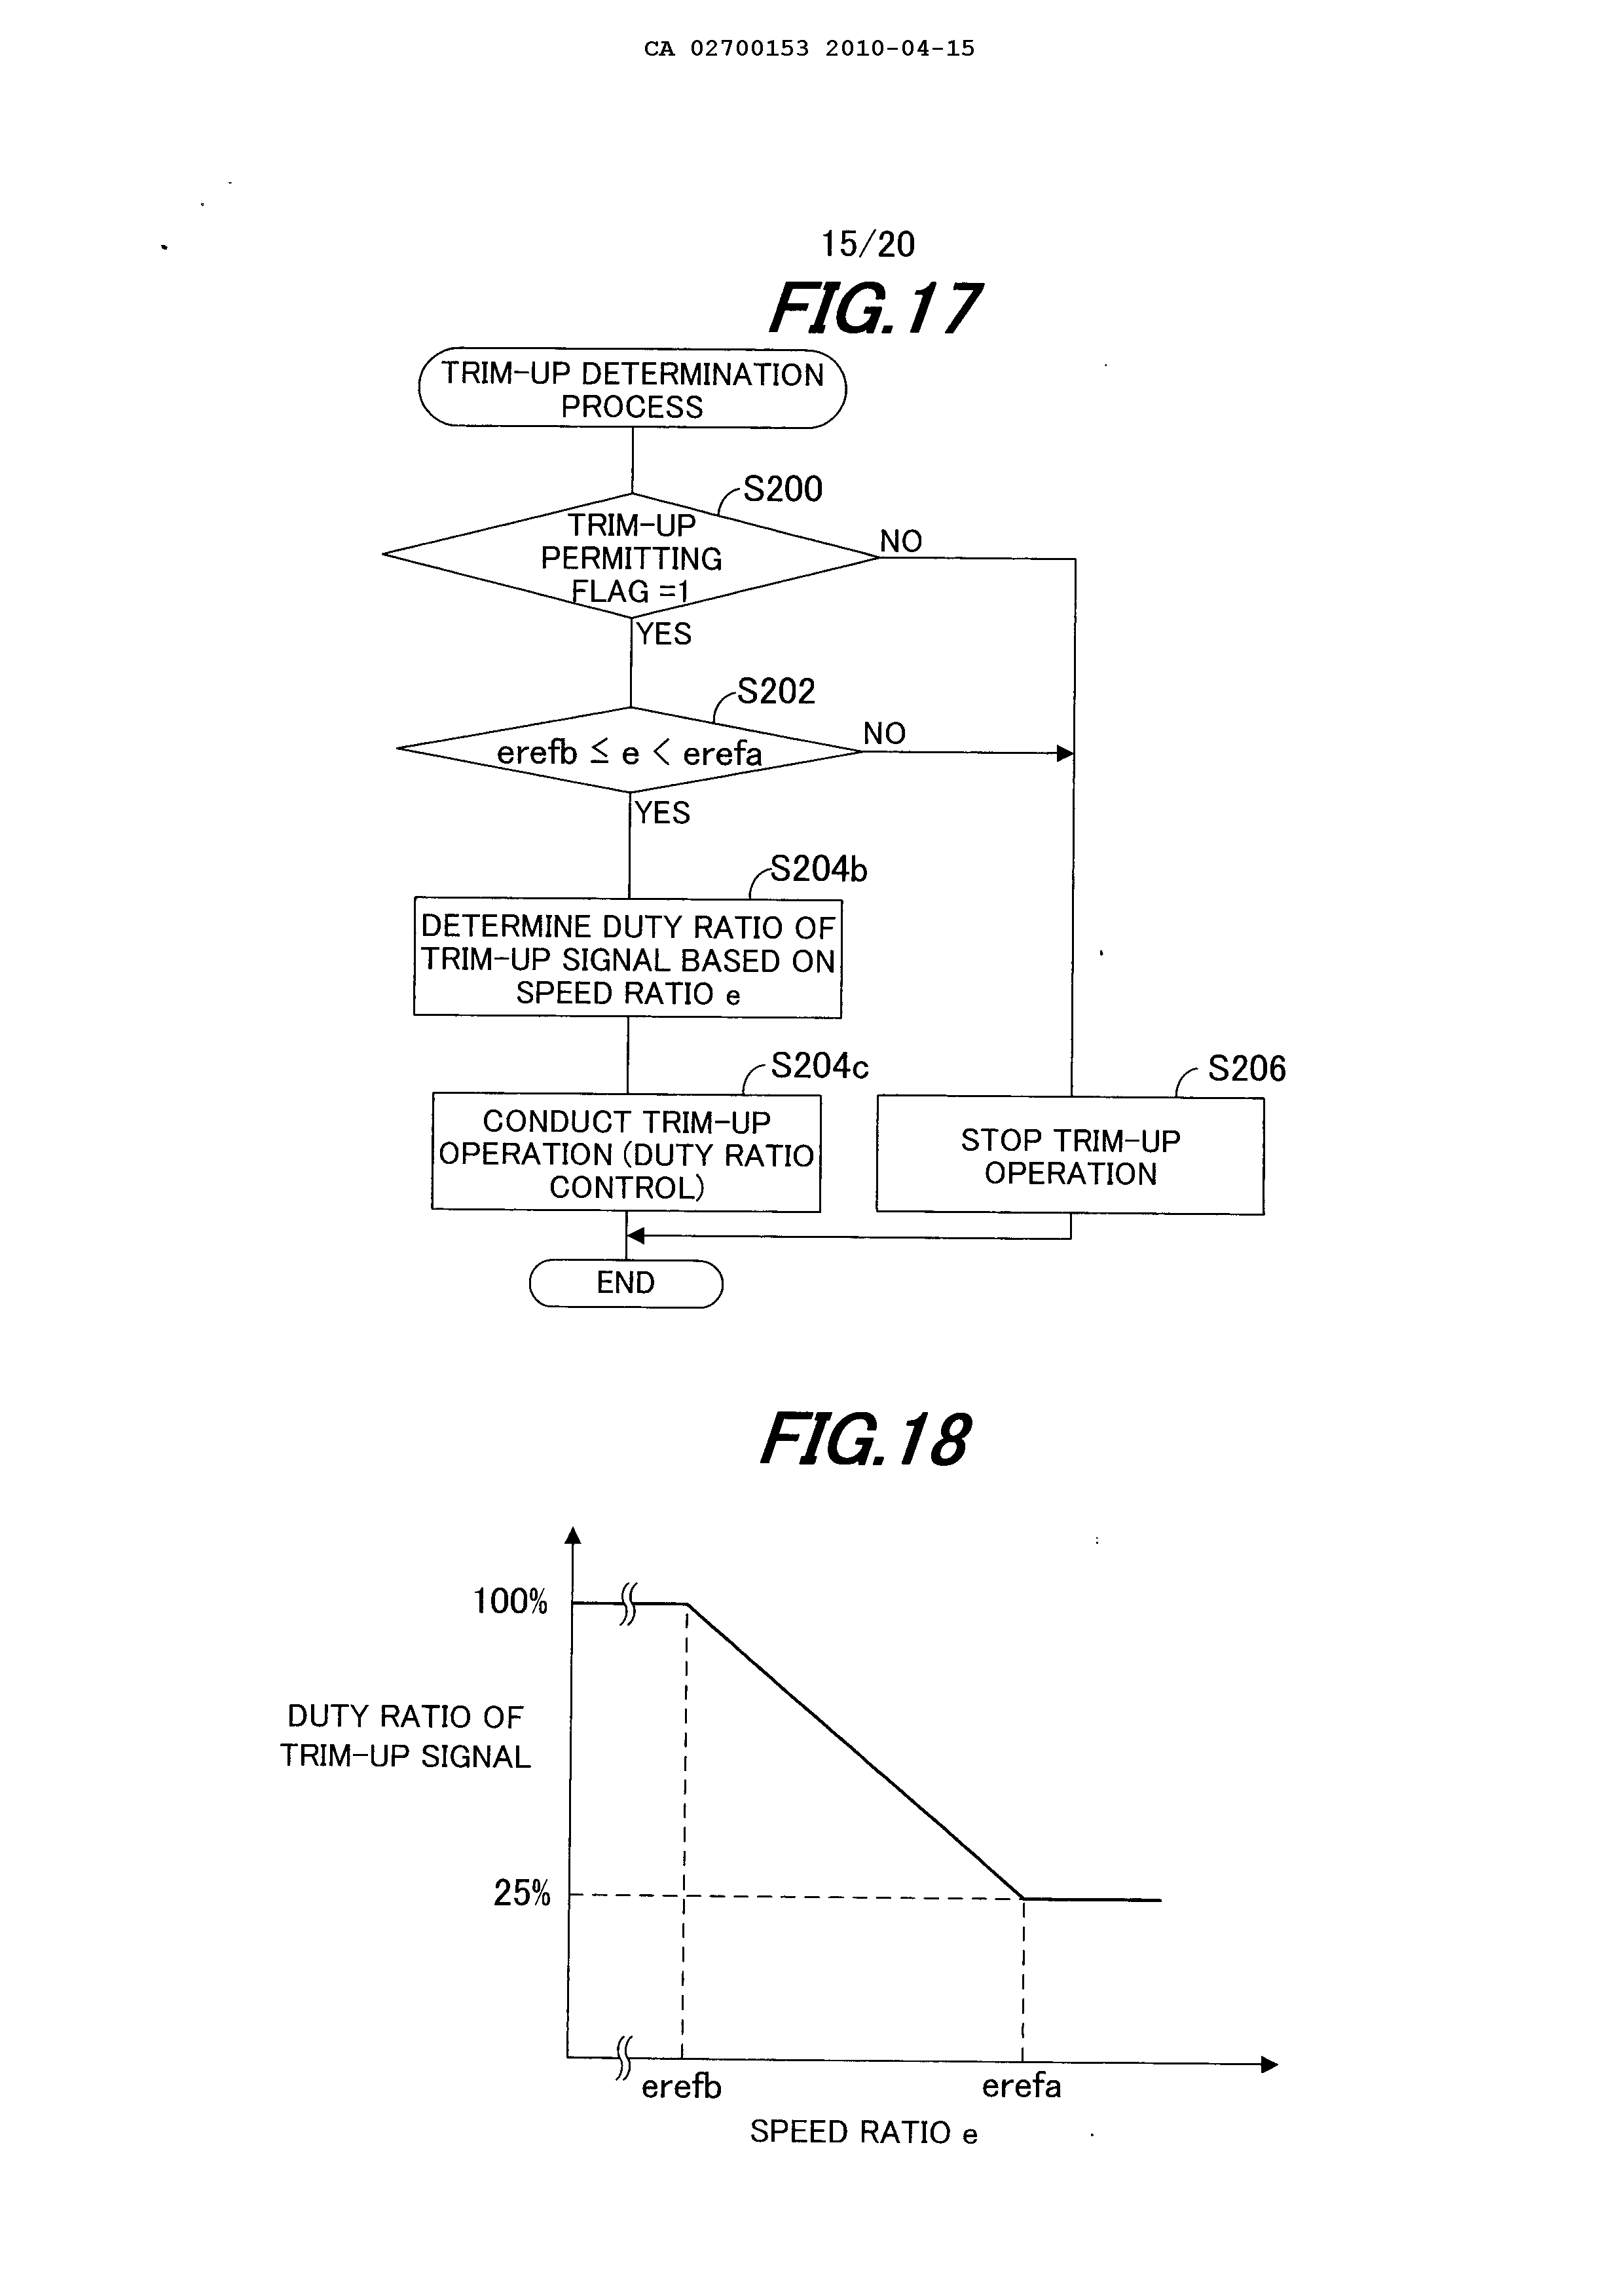 CA 02700153 2010-04-15
15/20
FIG.17
TRIM-UP DETERMINATION
PROCESS
S200
TRIM-UP
PERMITTING
FLAG =1
NO
YES
S202
erefb ≤ e < erefa
NO
YES
S204b
DETERMINE DUTY RATIO OF
TRIM-UP SIGNAL BASED ON
SPEED RATIO e
S204c
CONDUCT TRIM-UP
OPERATION (DUTY RATIO
CONTROL)
S206
STOP TRIM-UP
OPERATION
END
FIG.18
100%
DUTY RATIO OF
TRIM-UP SIGNAL
25%
erefb
erefa
SPEED RATIO e